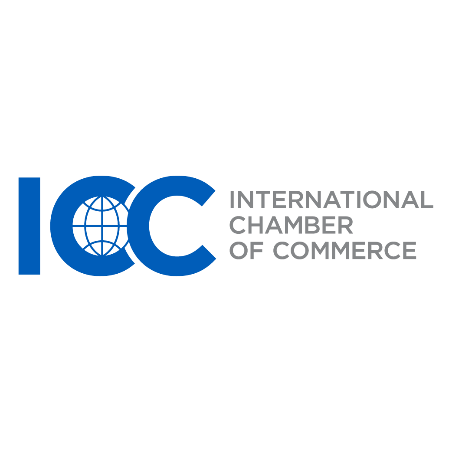 ICC
INTERNATIONAL
CHAMBER
OF COMMERCE